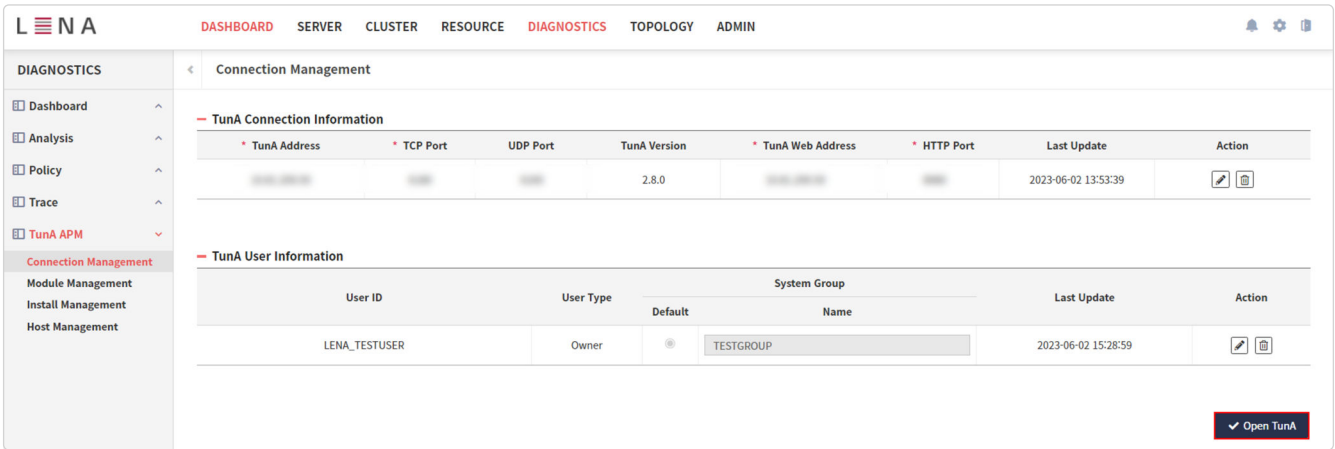 LENA
DASHBOARD SERVER CLUSTER RESOURCE DIAGNOSTICS TOPOLOGY ADMIN
DIAGNOSTICS
Dashboard
Analysis
Policy
Trace
TunA APM
Connection Management
Module Management
Install Management
Host Management
Connection Management
TunA Connection Information
* TunA Address * TCP Port UDP Port TunA Version * TunA Web Address * HTTP Port Last Update Action
2.8.0 2023-06-02 13:53:39
TunA User Information
User ID User Type System Group Last Update Action
Default Name
LENA_TESTUSER Owner TESTGROUP 2023-06-02 15:28:59
Open TunA